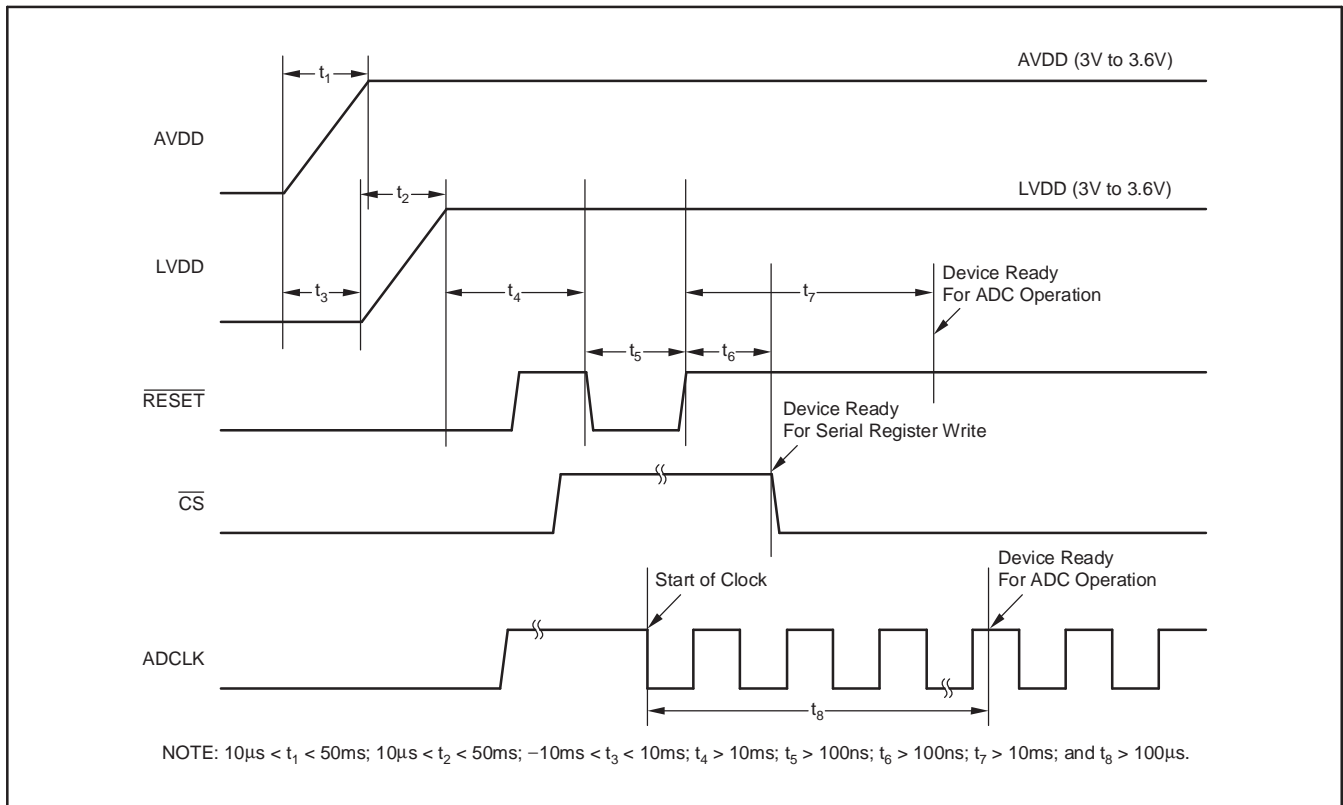 AVDD (3V to 3.6V)
t1
AVDD
t2
LVDD (3V to 3.6V)
LVDD
t3
t4
t7
Device Ready
For ADC Operation
t5
t6
RESET
Device Ready
For Serial Register Write
CS
Start of Clock
Device Ready
For ADC Operation
ADCLK
t8
NOTE: 10µs < t1 < 50ms; 10µs < t2 < 50ms; −10ms < t3 < 10ms; t4 > 10ms; t5 > 100ns; t6 > 100ns; t7 > 10ms; and t8 > 100µs.